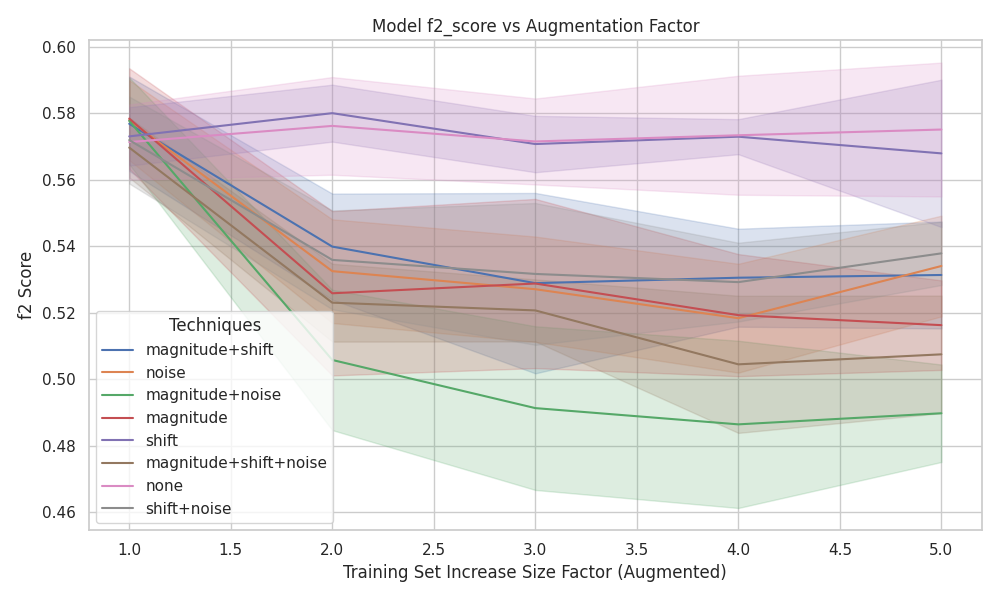 Model f2_score vs Augmentation Factor
f2 Score
0.60
0.58
0.56
0.54
0.52
0.50
0.48
0.46
Techniques
magnitude+shift
noise
magnitude+noise
magnitude
shift
magnitude+shift+noise
none
shift+noise
1.0 1.5 2.0 2.5 3.0 3.5 4.0 4.5 5.0
Training Set Increase Size Factor (Augmented)